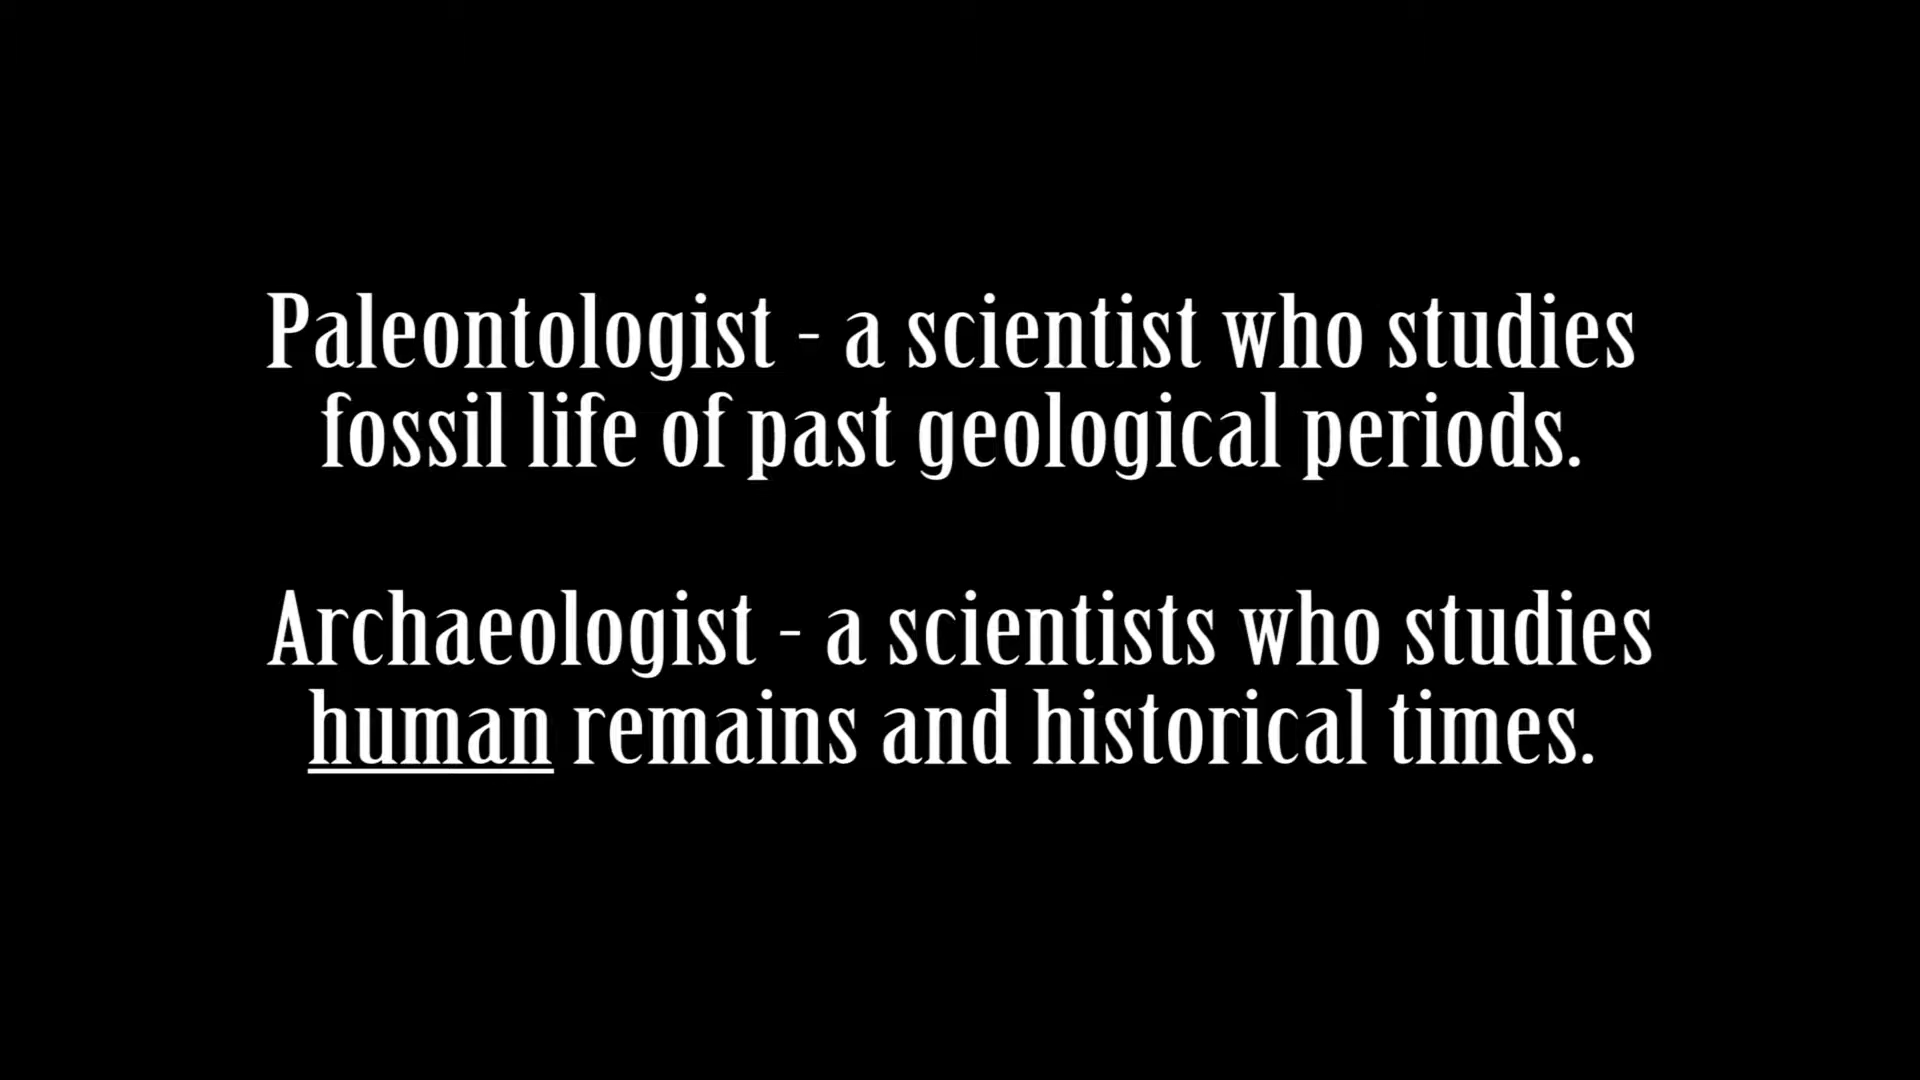 Paleontologist - a scientist who studies
fossil life of past geological periods.
Archaeologist - a scientists who studies
human remains and historical times.